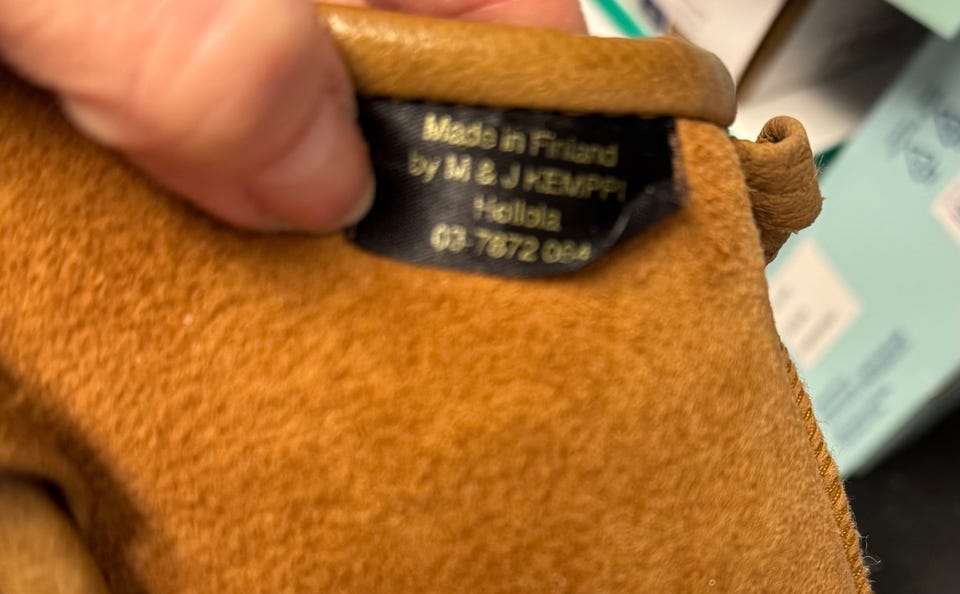 Made in Finland
by M & J KEMPPI
Hollola
03-7872 094